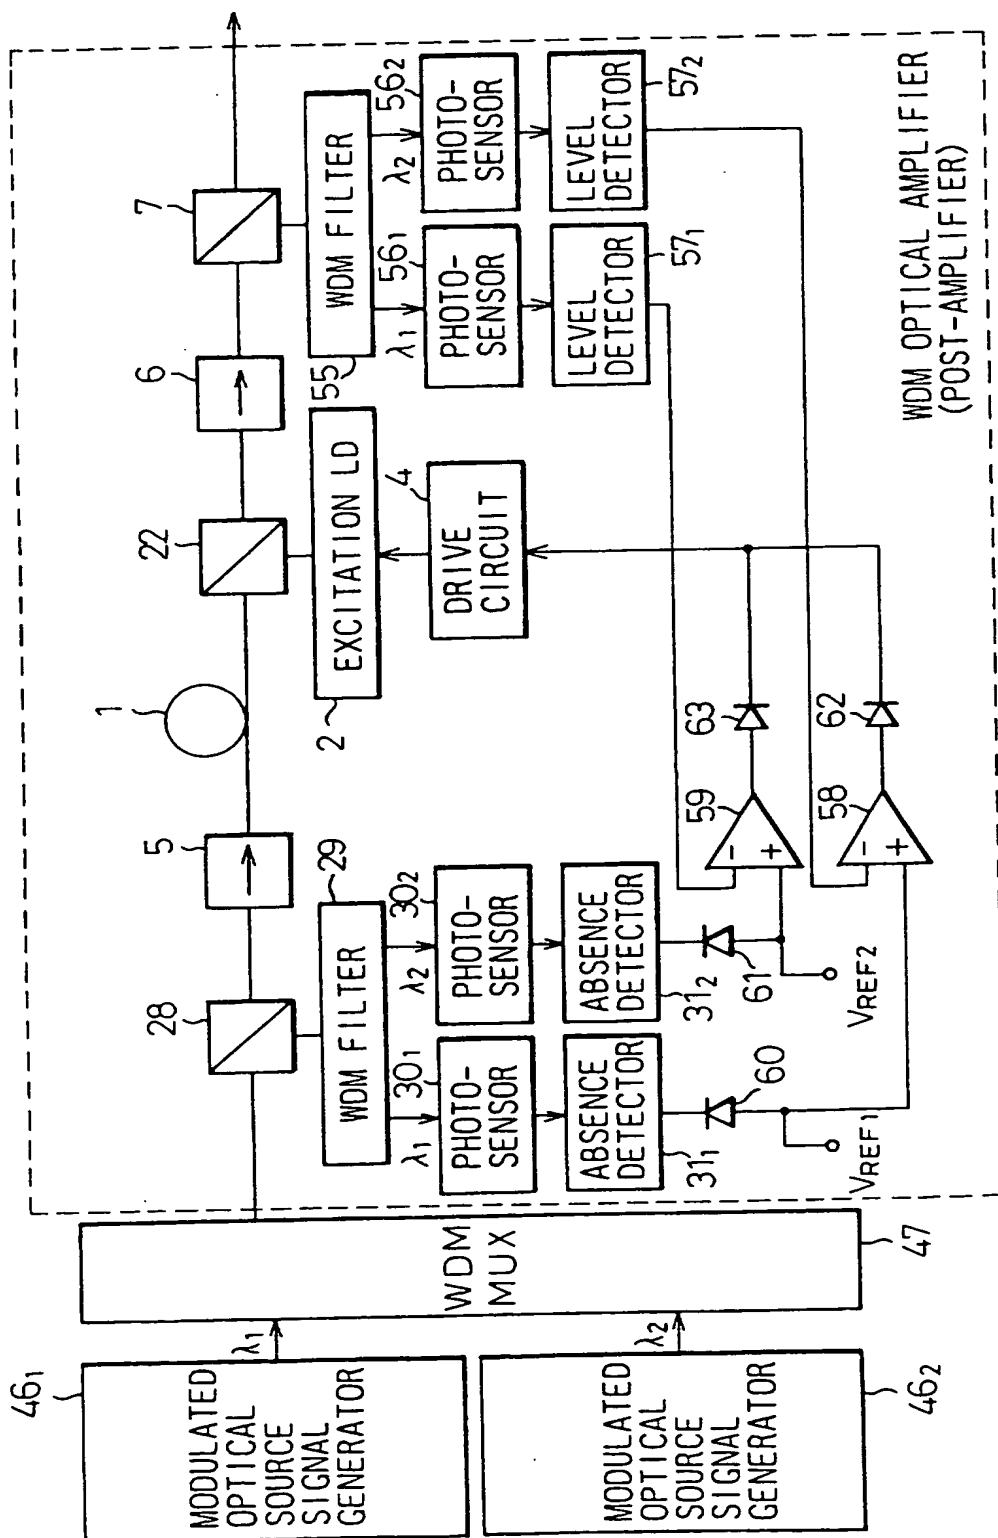 46₁
MODULATED
OPTICAL
SOURCE
SIGNAL
GENERATOR
λ₁
MODULATED
OPTICAL
SOURCE
SIGNAL
GENERATOR
46₂
λ₂
WDM
MUX
47
28
5
1
22
6
7
WDM FILTER
29
λ₁
λ₂
30₁
PHOTO-
SENSOR
30₂
PHOTO-
SENSOR
ABSENCE
DETECTOR
31₁
ABSENCE
DETECTOR
31₂
60
61
VREF1
VREF2
EXCITATION LD
2
DRIVE
CIRCUIT
4
59
-
+
63
58
-
+
62
WDM FILTER
55
λ₁
λ₂
56₁
PHOTO-
SENSOR
56₂
PHOTO-
SENSOR
LEVEL
DETECTOR
57₁
LEVEL
DETECTOR
57₂
WDM OPTICAL AMPLIFIER
(POST-AMPLIFIER)